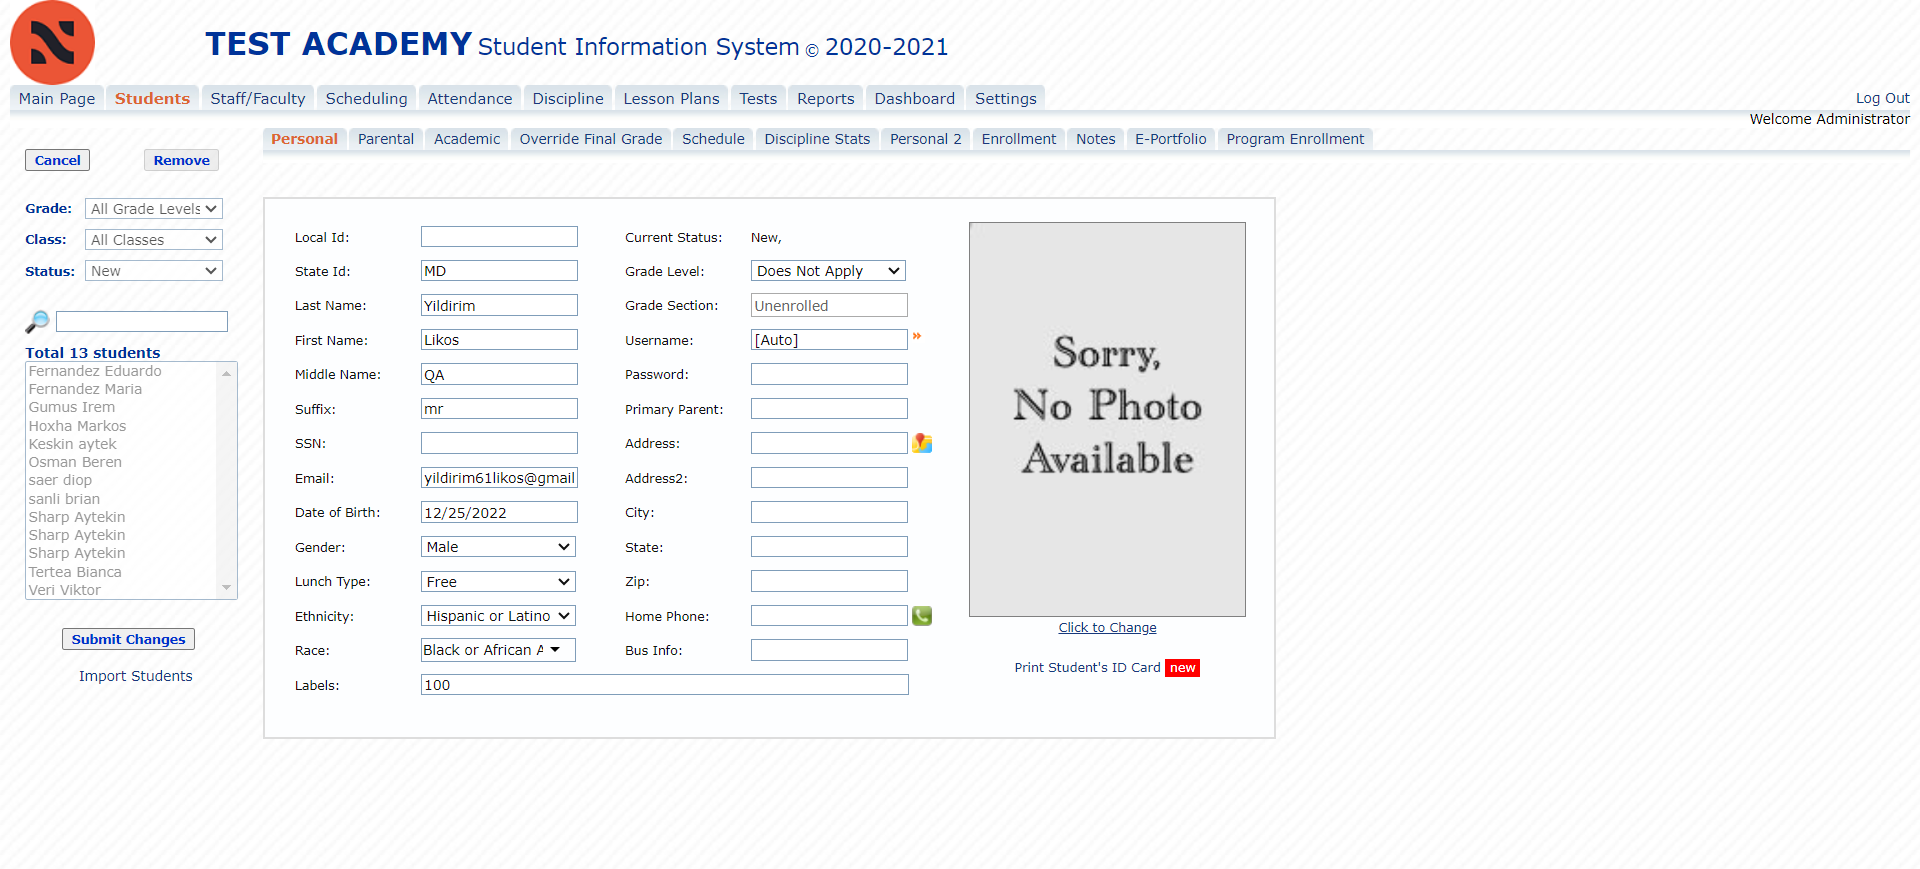 TEST ACADEMY Student Information System © 2020-2021
Main Page Students Staff/Faculty Scheduling Attendance Discipline Lesson Plans Tests Reports Dashboard Settings
Log Out
Welcome Administrator
Personal Parental Academic Override Final Grade Schedule Discipline Stats Personal 2 Enrollment Notes E-Portfolio Program Enrollment
Cancel Remove
Grade: All Grade Levels
Class: All Classes
Status: New
Total 13 students
Fernandez Eduardo
Fernandez Maria
Gumus Irem
Hoxha Markos
Keskin aytek
Osman Beren
saer diop
sanli brian
Sharp Aytekin
Sharp Aytekin
Sharp Aytekin
Tertea Bianca
Veri Viktor
Submit Changes
Import Students
Local Id: Current Status: New,
State Id: MD Grade Level: Does Not Apply
Last Name: Yildirim Grade Section: Unenrolled
First Name: Likos Username: [Auto] »
Middle Name: QA Password:
Suffix: mr Primary Parent:
SSN: Address:
Email: yildirim61likos@gmail Address2:
Date of Birth: 12/25/2022 City:
Gender: Male State:
Lunch Type: Free Zip:
Ethnicity: Hispanic or Latino Home Phone:
Race: Black or African A Bus Info:
Labels: 100
Sorry,
No Photo
Available
Click to Change
Print Student's ID Card new